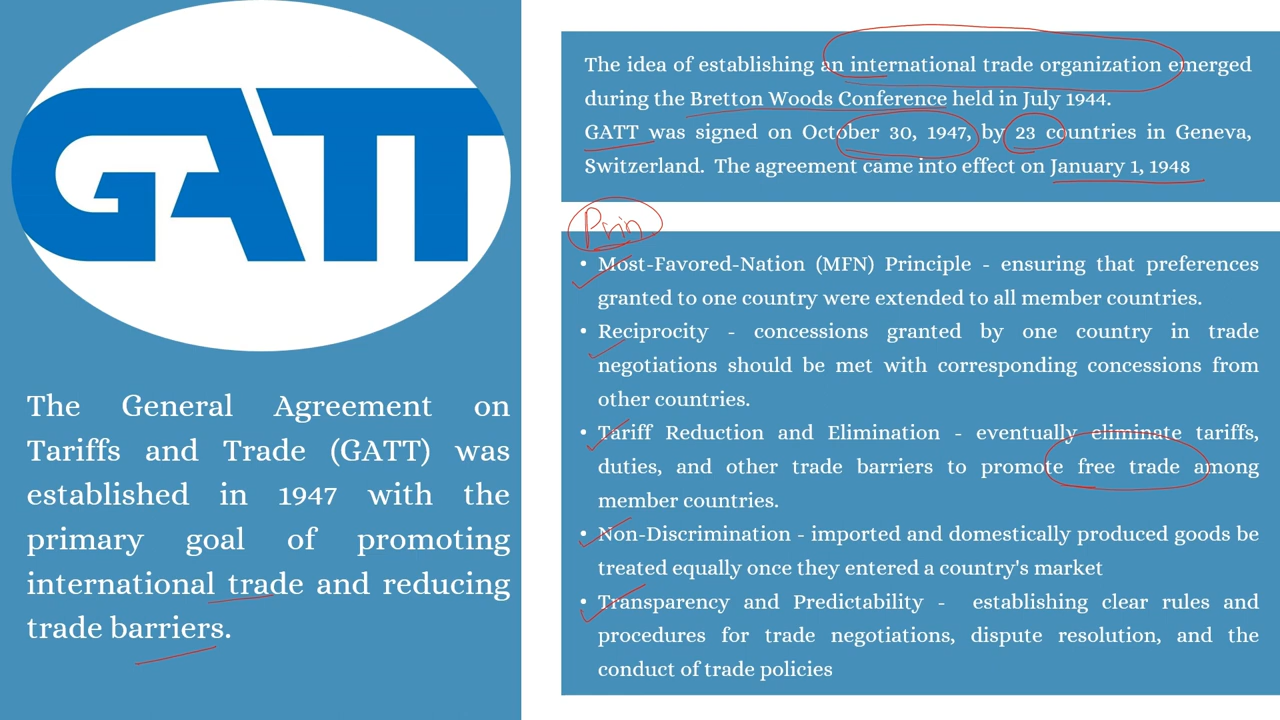 GATT
The General Agreement on
Tariffs and Trade (GATT) was
established in 1947 with the
primary goal of promoting
international trade and reducing
trade barriers.
The idea of establishing an international trade organization emerged
during the Bretton Woods Conference held in July 1944.
GATT was signed on October 30, 1947, by 23 countries in Geneva,
Switzerland. The agreement came into effect on January 1, 1948
Prin
• Most-Favored-Nation (MFN) Principle - ensuring that preferences
granted to one country were extended to all member countries.
• Reciprocity - concessions granted by one country in trade
negotiations should be met with corresponding concessions from
other countries.
• Tariff Reduction and Elimination - eventually eliminate tariffs,
duties, and other trade barriers to promote free trade among
member countries.
• Non-Discrimination - imported and domestically produced goods be
treated equally once they entered a country's market
• Transparency and Predictability - establishing clear rules and
procedures for trade negotiations, dispute resolution, and the
conduct of trade policies